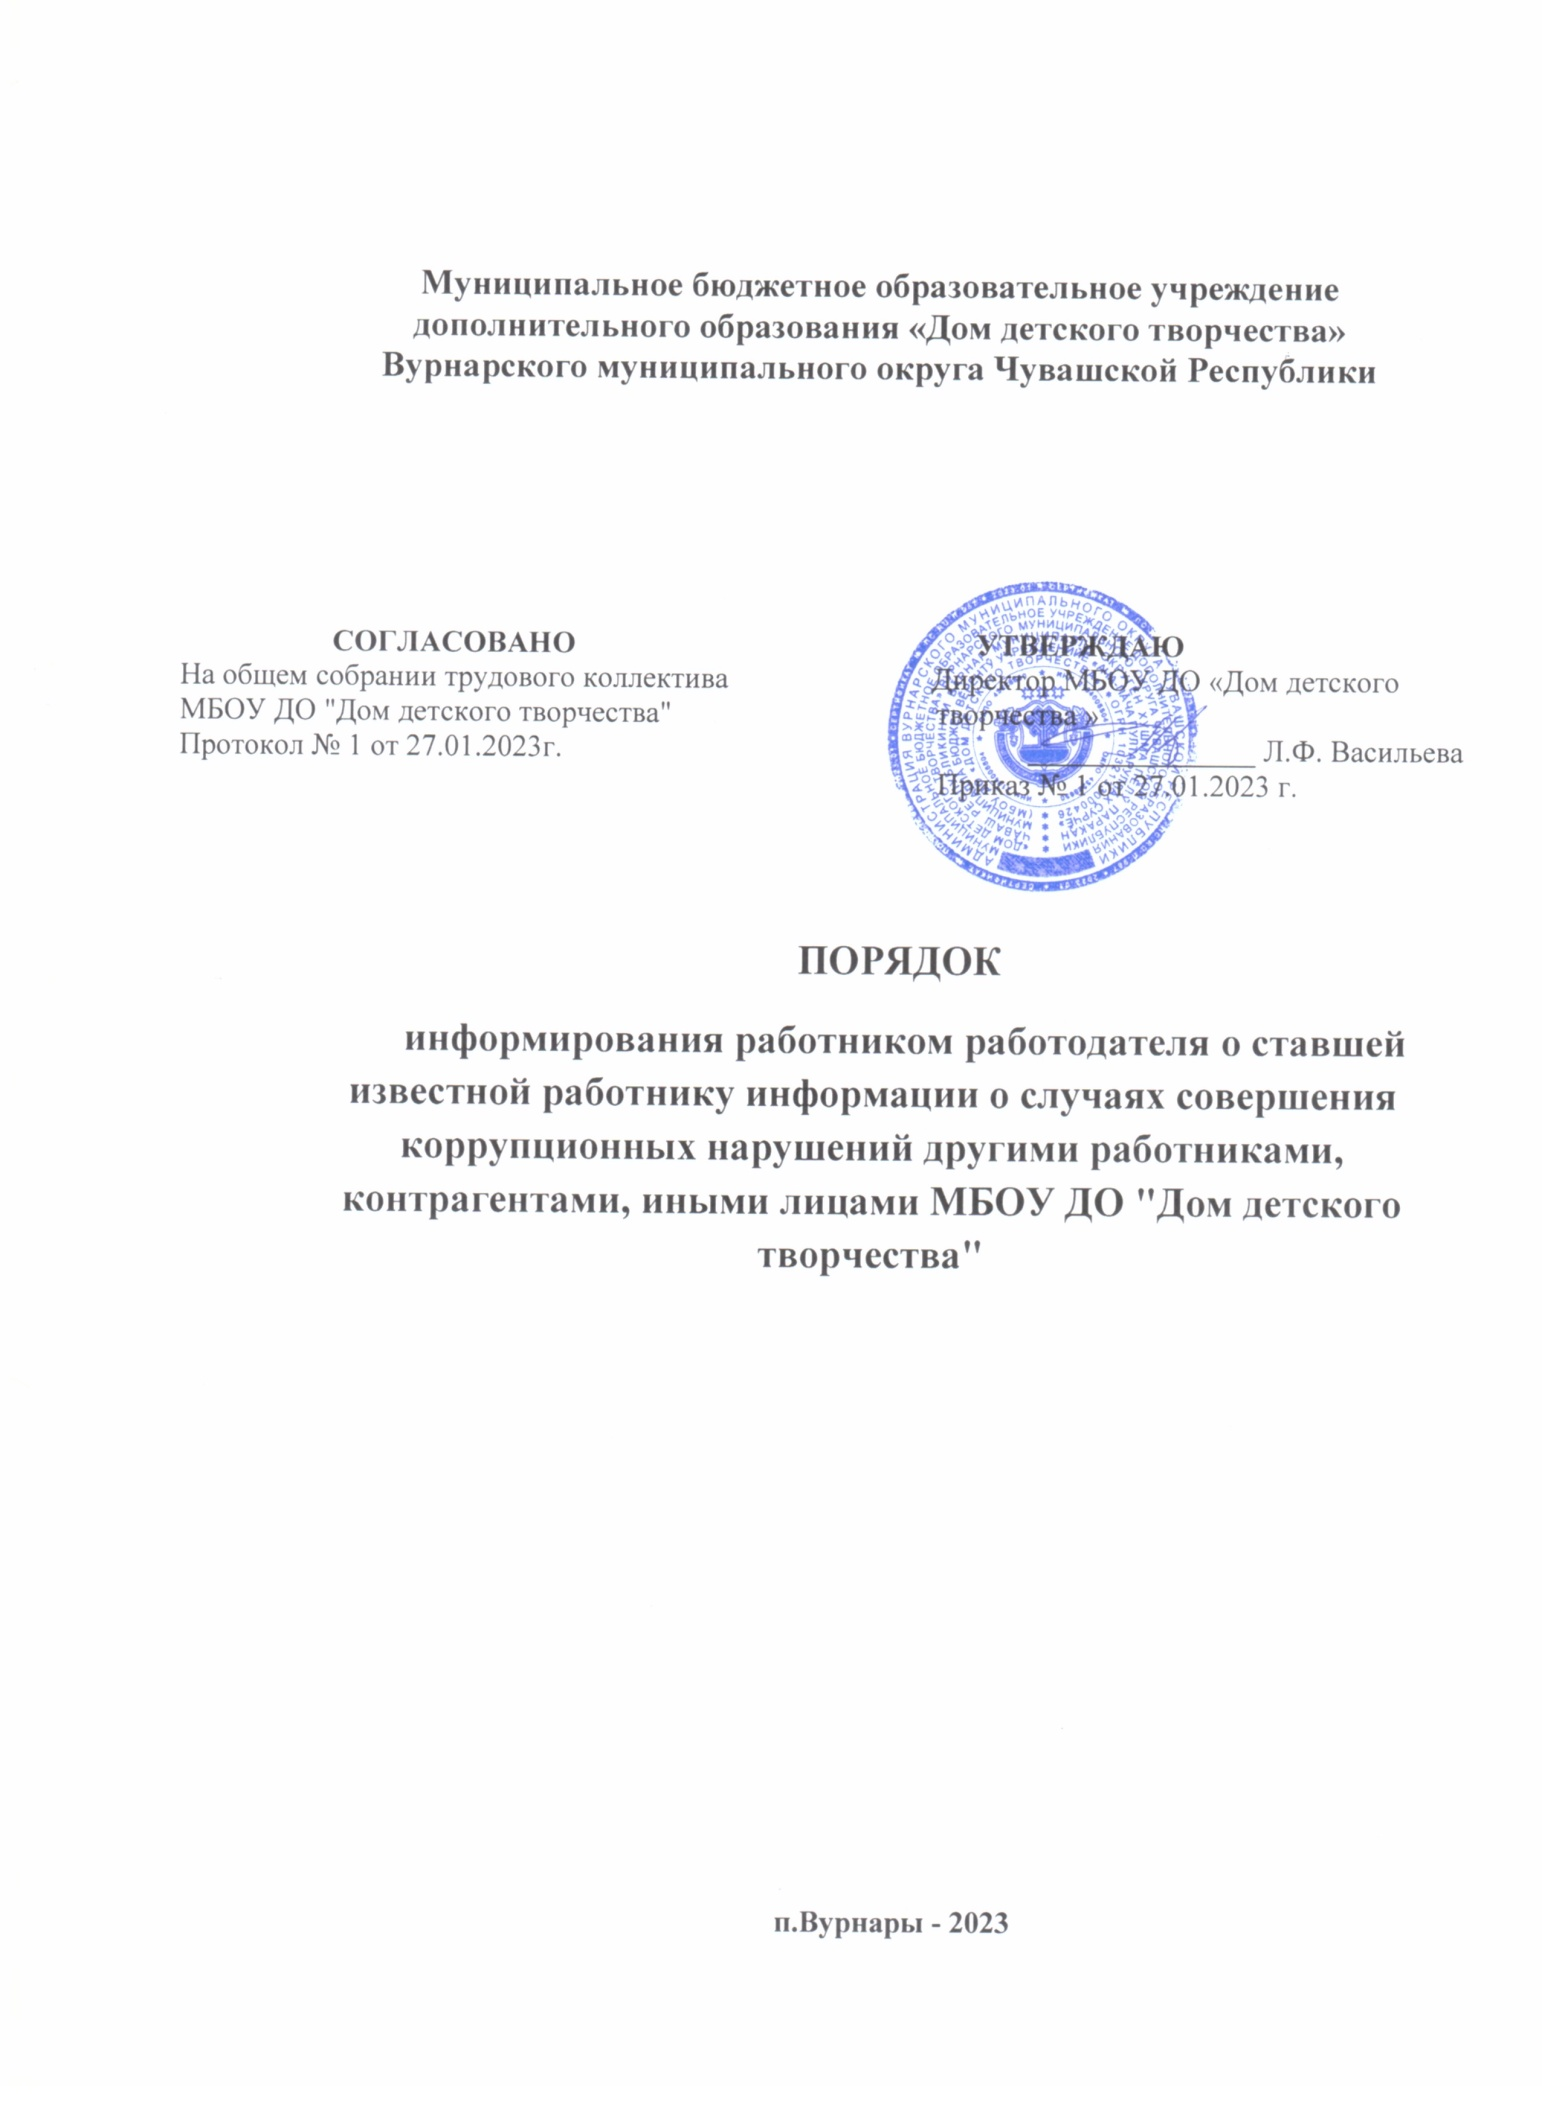 Муниципальное бюджетное образовательное учреждение
дополнительного образования «Дом детского творчества»
Вурнарского муниципального округа Чувашской Республики
СОГЛАСОВАНО
На общем собрании трудового коллектива
МБОУ ДО "Дом детского творчества"
Протокол № 1 от 27.01.2023г.
УТВЕРЖДАЮ
Директор МБОУ ДО «Дом детского
творчества »
Л.Ф. Васильева
Приказ № 1 от 27.01.2023 г.
ПОРЯДОК
информирования работником работодателя о ставшей
известной работнику информации о случаях совершения
коррупционных нарушений другими работниками,
контрагентами, иными лицами МБОУ ДО "Дом детского
творчества"
п.Вурнары - 2023